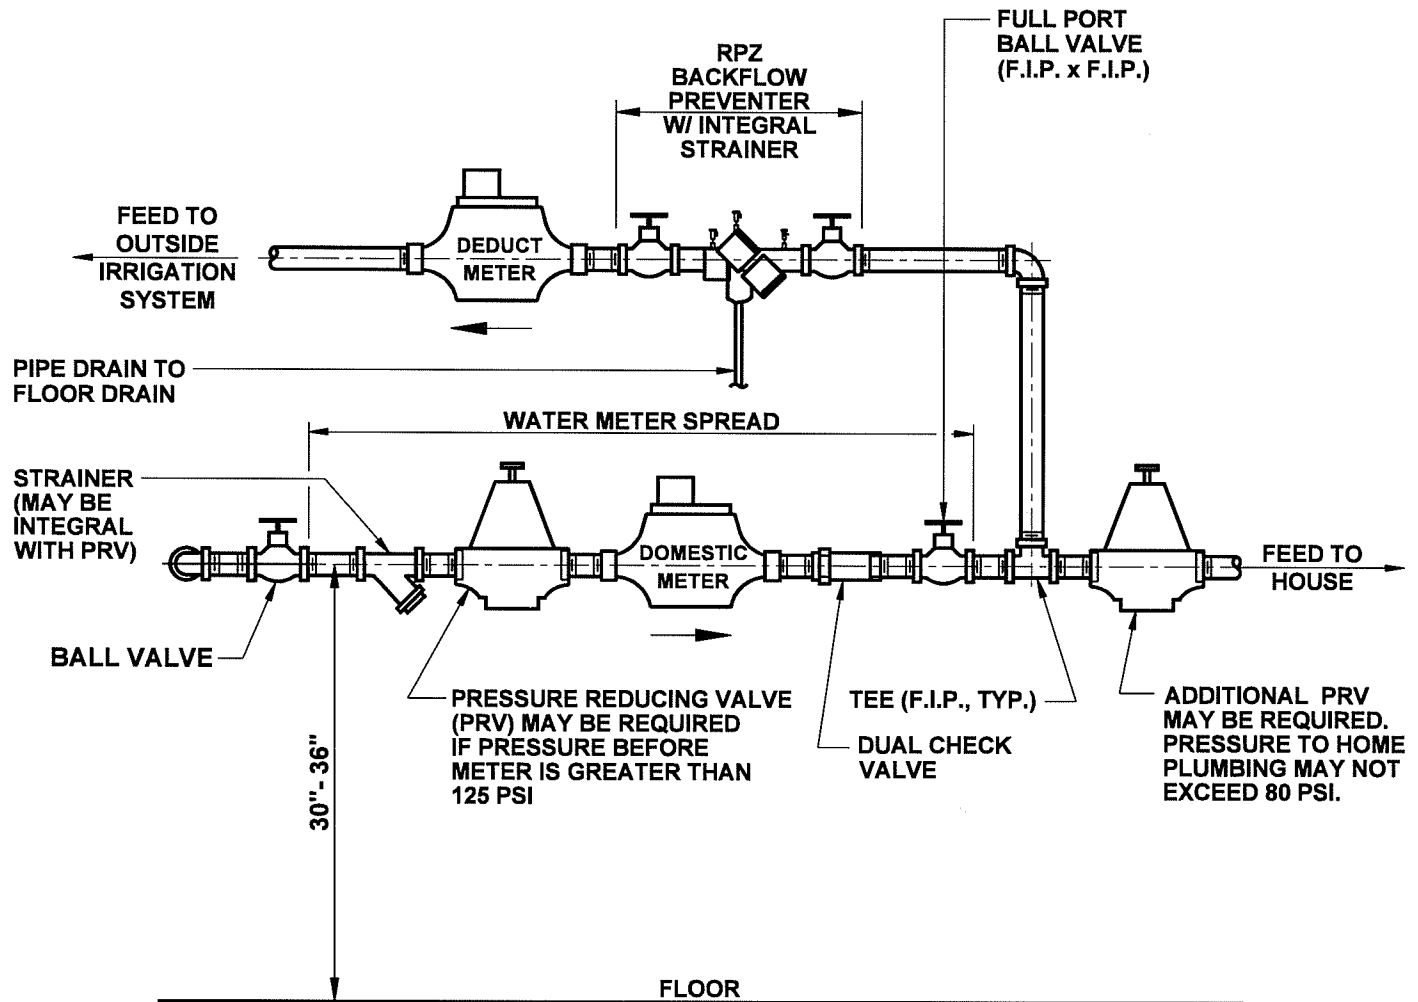 FULL PORT
BALL VALVE
(F.I.P. x F.I.P.)
RPZ
BACKFLOW
PREVENTER
W/ INTEGRAL
STRAINER
FEED TO
OUTSIDE
IRRIGATION
SYSTEM
DEDUCT
METER
PIPE DRAIN TO
FLOOR DRAIN
WATER METER SPREAD
STRAINER
(MAY BE
INTEGRAL
WITH PRV)
DOMESTIC
METER
FEED TO
HOUSE
BALL VALVE
PRESSURE REDUCING VALVE
(PRV) MAY BE REQUIRED
IF PRESSURE BEFORE
METER IS GREATER THAN
125 PSI
TEE (F.I.P., TYP.)
DUAL CHECK
VALVE
ADDITIONAL PRV
MAY BE REQUIRED.
PRESSURE TO HOME
PLUMBING MAY NOT
EXCEED 80 PSI.
30"- 36"
FLOOR